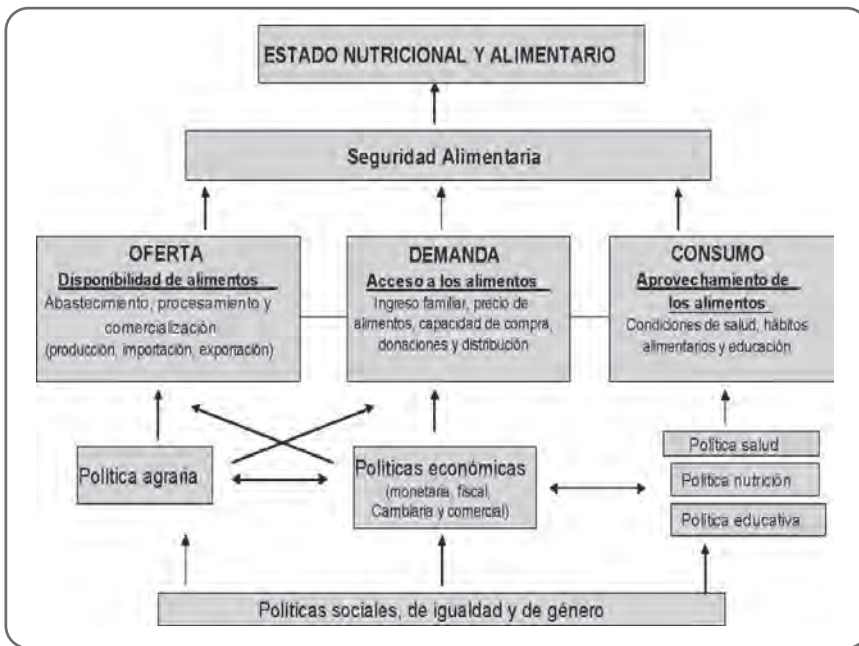 ESTADO NUTRICIONAL Y ALIMENTARIO
Seguridad Alimentaria
OFERTA
Disponibilidad de alimentos
Abastecimiento, procesamiento y
comercialización
(producción, importación, exportación)
DEMANDA
Acceso a los alimentos
Ingreso familiar, precio de
alimentos, capacidad de compra,
donaciones y distribución
CONSUMO
Aprovechamiento de
los alimentos
Condiciones de salud, hábitos
alimentarios y educación
Política agraria
Políticas económicas
(monetaria, fiscal,
Cambiaria y comercial)
Política salud
Política nutrición
Política educativa
Políticas sociales, de igualdad y de género